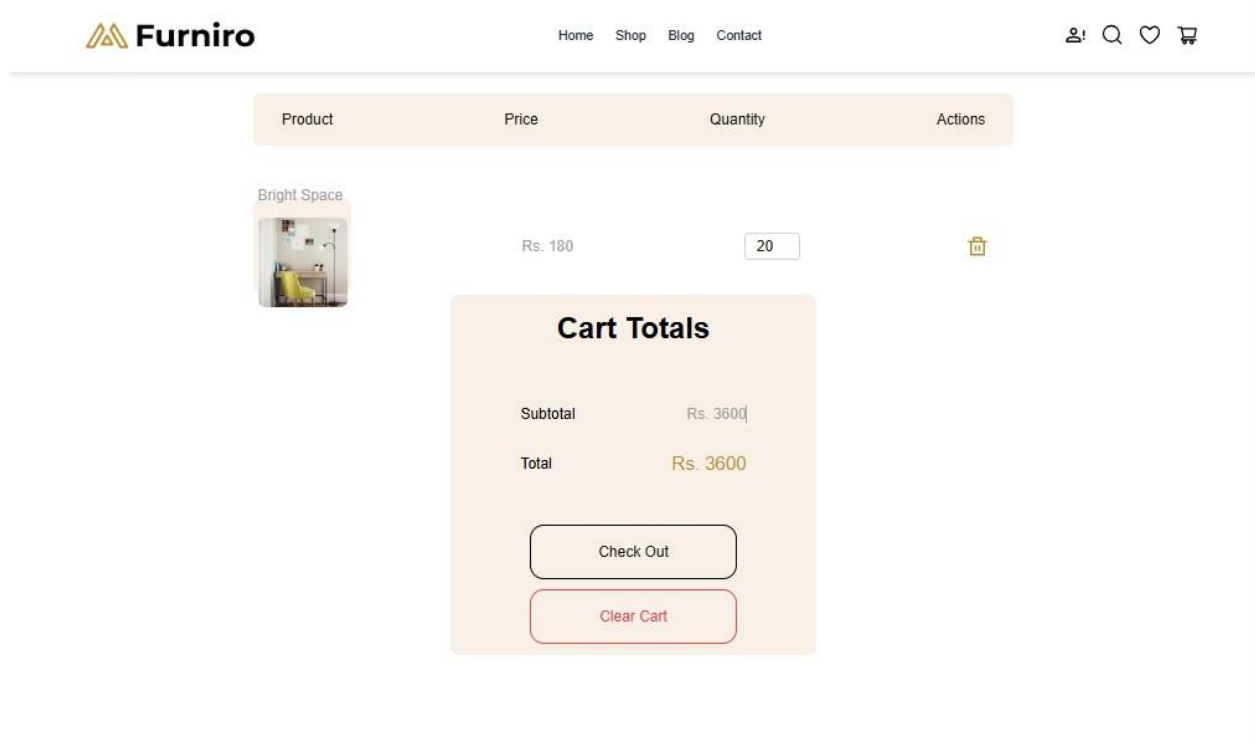 Furniro
Home Shop Blog Contact
Product Price Quantity Actions
Bright Space
Rs. 180 20
Cart Totals
Subtotal Rs. 3600
Total Rs. 3600
Check Out
Clear Cart